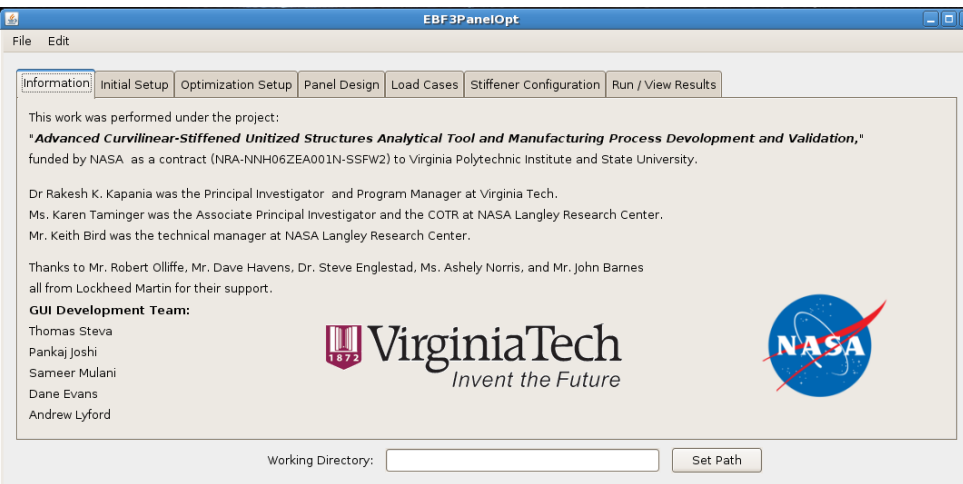 EBF3PanelOpt
File Edit
Information Initial Setup Optimization Setup Panel Design Load Cases Stiffener Configuration Run / View Results
This work was performed under the project:
"Advanced Curvilinear-Stiffened Unitized Structures Analytical Tool and Manufacturing Process Devolopment and Validation,"
funded by NASA as a contract (NRA-NNH06ZEA001N-SSFW2) to Virginia Polytechnic Institute and State University.
Dr Rakesh K. Kapania was the Principal Investigator and Program Manager at Virginia Tech.
Ms. Karen Taminger was the Associate Principal Investigator and the COTR at NASA Langley Research Center.
Mr. Keith Bird was the technical manager at NASA Langley Research Center.
Thanks to Mr. Robert Olliffe, Mr. Dave Havens, Dr. Steve Englestad, Ms. Ashely Norris, and Mr. John Barnes
all from Lockheed Martin for their support.
GUI Development Team:
Thomas Steva
Pankaj Joshi
Sameer Mulani
Dane Evans
Andrew Lyford
1872
VirginiaTech
Invent the Future
NASA
Working Directory: Set Path